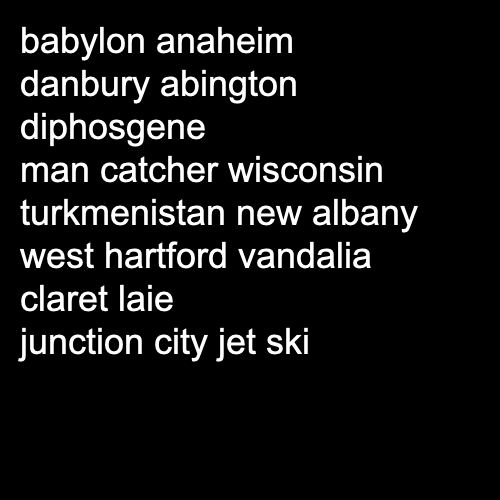 babylon anaheim
danbury abington
diphosgene
man catcher wisconsin
turkmenistan new albany
west hartford vandalia
claret laie
junction city jet ski